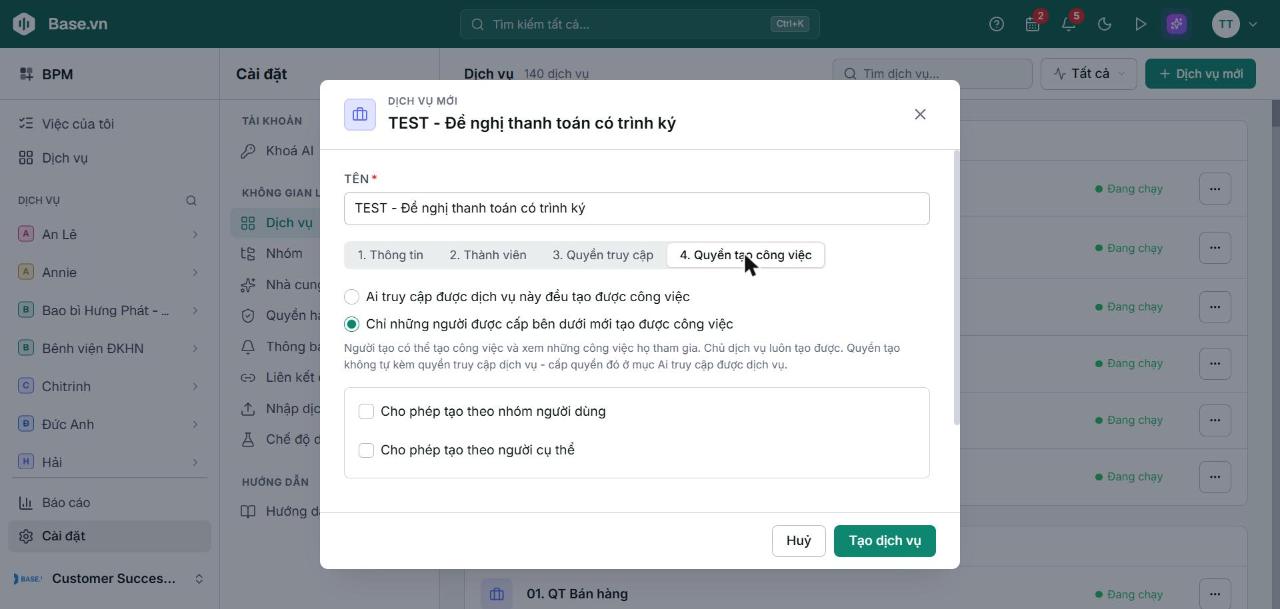 Base.vn
Tìm kiếm tất cả...
Ctrl+K
2
5
TT
BPM
Cài đặt
Dịch vụ
140 dịch vụ
Tìm dịch vụ...
Tất cả
+ Dịch vụ mới
Việc của tôi
Dịch vụ
DỊCH VỤ
A An Lê
A Annie
B Bao bì Hưng Phát - ...
B Bệnh viện ĐKHN
C Chitrinh
Đ Đức Anh
H Hải
Báo cáo
Cài đặt
BASE.
Customer Succes...
TÀI KHOẢN
Khoá AI
KHÔNG GIAN L
Dịch vụ
Nhóm
Nhà cung
Quyền h
Thông b
Liên kết
Nhập dịc
Chế độ
HƯỚNG DẪN
Hướng d
DỊCH VỤ MỚI
TEST - Đề nghị thanh toán có trình ký
TÊN *
TEST - Đề nghị thanh toán có trình ký
1. Thông tin
2. Thành viên
3. Quyền truy cập
4. Quyền tạo công việc
Ai truy cập được dịch vụ này đều tạo được công việc
Chỉ những người được cấp bên dưới mới tạo được công việc
Người tạo có thể tạo công việc và xem những công việc họ tham gia. Chủ dịch vụ luôn tạo được. Quyền tạo
không tự kèm quyền truy cập dịch vụ - cấp quyền đó ở mục Ai truy cập được dịch vụ.
Cho phép tạo theo nhóm người dùng
Cho phép tạo theo người cụ thể
Huỷ
Tạo dịch vụ
Đang chạy
Đang chạy
Đang chạy
Đang chạy
Đang chạy
Đang chạy
01. QT Bán hàng
Đang chạy